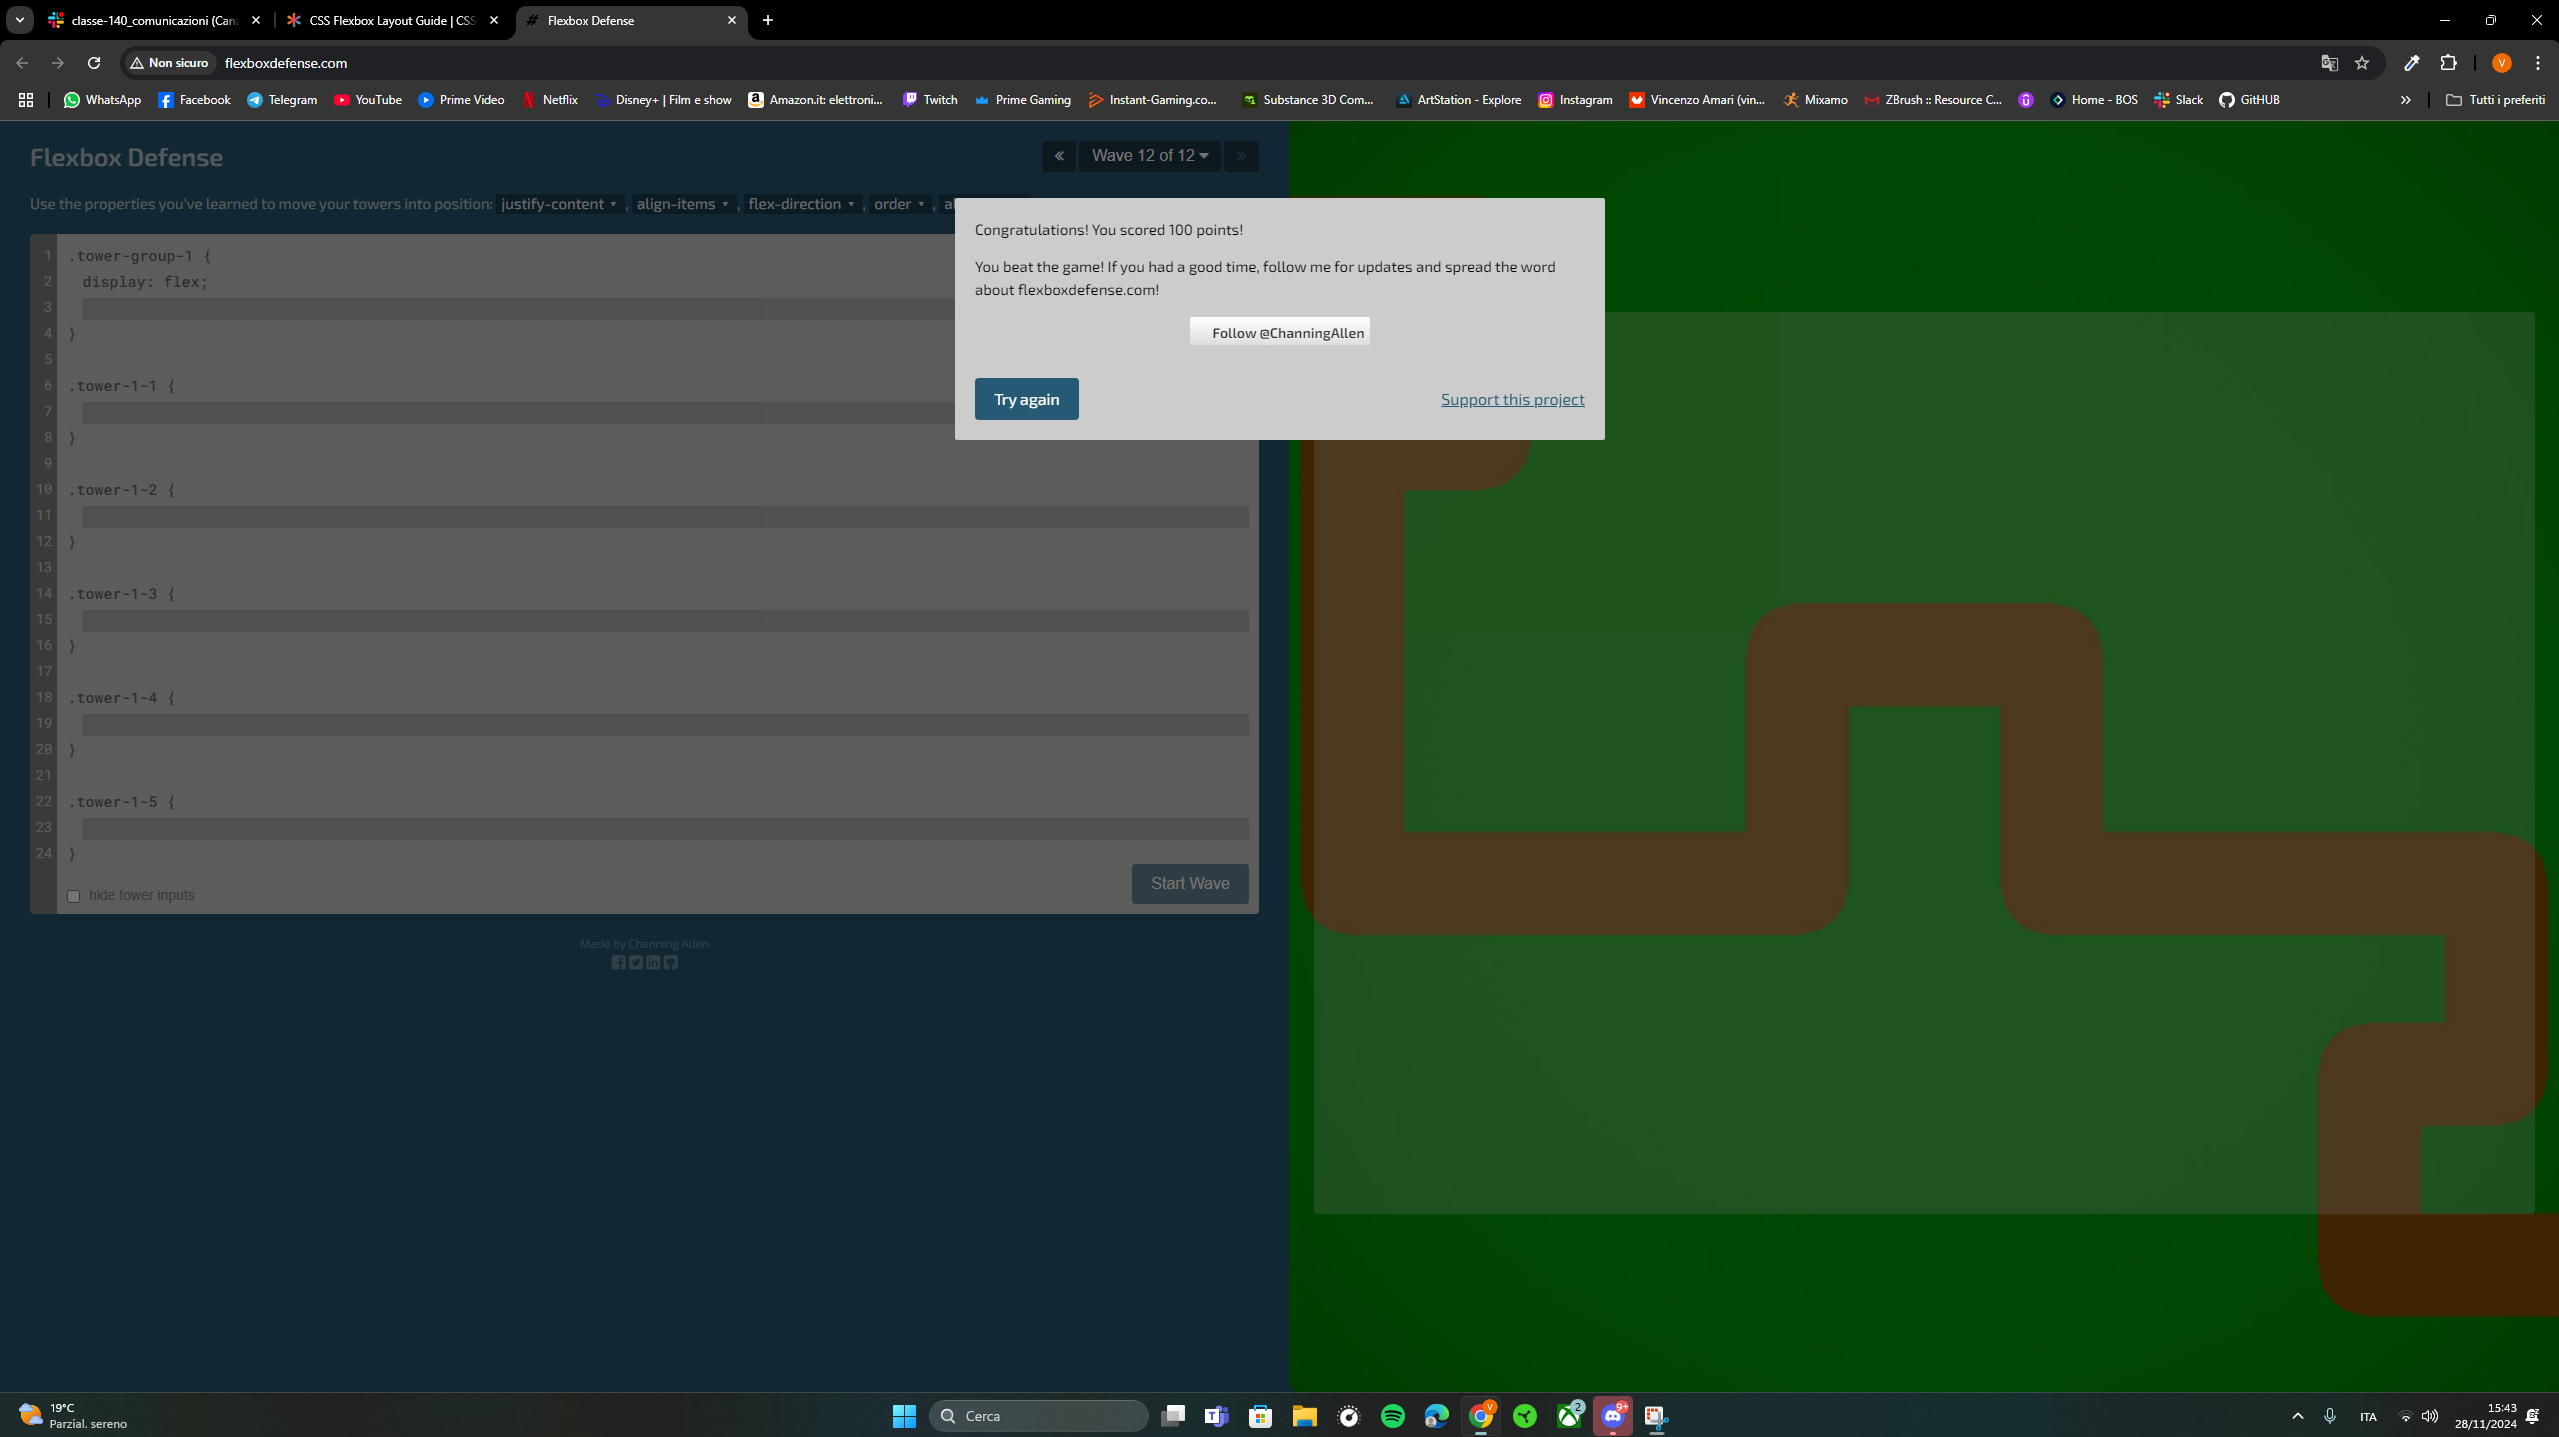 classe-140_comunicazioni (Can
CSS Flexbox Layout Guide | CSS
Flexbox Defense
Non sicuro
flexboxdefense.com
V
WhatsApp
Facebook
Telegram
YouTube
Prime Video
Netflix
Disney+ | Film e show
Amazon.it: elettroni...
Twitch
Prime Gaming
Instant-Gaming.co...
Substance 3D Com...
ArtStation - Explore
Instagram
Vincenzo Amari (vin...
Mixamo
ZBrush :: Resource C...
Home - BOS
Slack
GitHUB
»
Tutti i preferiti
Flexbox Defense
«
Wave 12 of 12
»
Use the properties you've learned to move your towers into position: justify-content , align-items , flex-direction , order ,
1 .tower-group-1 {
2 display: flex;
3
4 }
5
6 .tower-1-1 {
7
8 }
9
10 .tower-1-2 {
11
12 }
13
14 .tower-1-3 {
15
16 }
17
18 .tower-1-4 {
19
20 }
21
22 .tower-1-5 {
23
24 }
hide tower inputs
Start Wave
Made by Channing Allen
Congratulations! You scored 100 points!
You beat the game! If you had a good time, follow me for updates and spread the word
about flexboxdefense.com!
Follow @ChanningAllen
Try again
Support this project
19°C
Parzial. sereno
Cerca
V
2
9+
ITA
15:43
28/11/2024